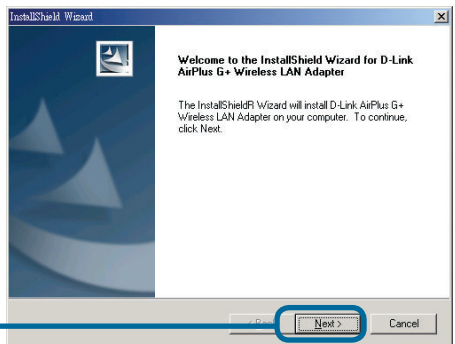 InstallShield Wizard
Welcome to the InstallShield Wizard for D-Link
AirPlus G+ Wireless LAN Adapter
The InstallShieldR Wizard will install D-Link AirPlus G+
Wireless LAN Adapter on your computer. To continue,
click Next.
Next >
Cancel